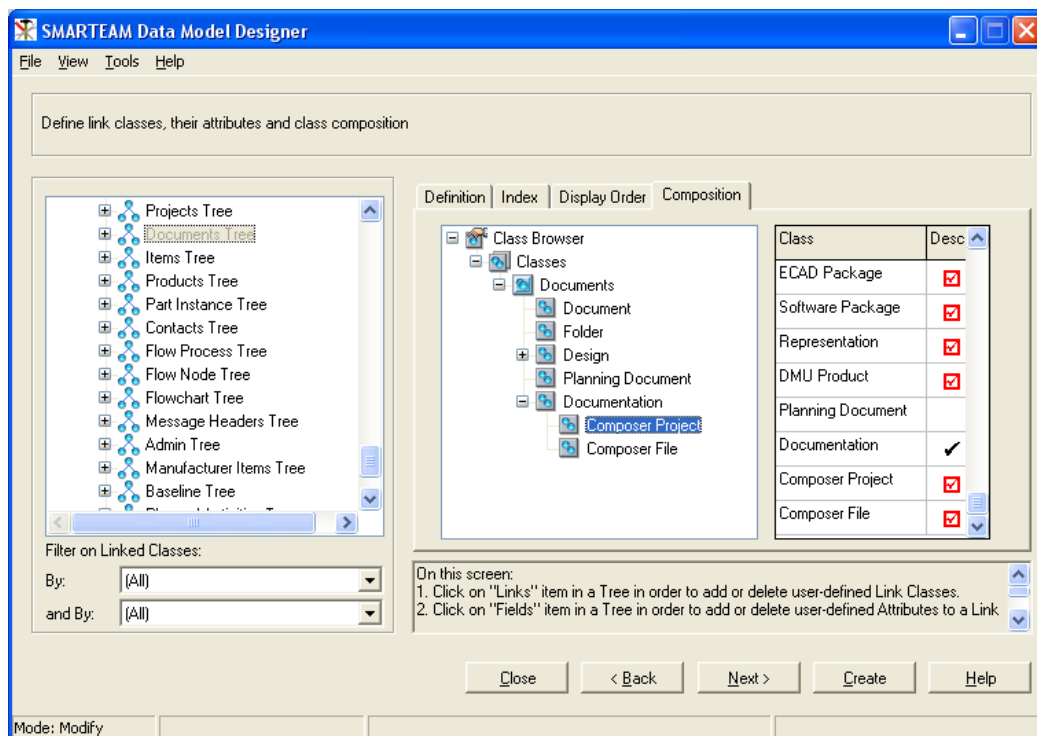 SMARTEAM Data Model Designer
File View Tools Help
Define link classes, their attributes and class composition
Projects Tree
Documents Tree
Items Tree
Products Tree
Part Instance Tree
Contacts Tree
Flow Process Tree
Flow Node Tree
Flowchart Tree
Message Headers Tree
Admin Tree
Manufacturer Items Tree
Baseline Tree
Filter on Linked Classes:
By: (All)
and By: (All)
Definition Index Display Order Composition
Class Browser
Classes
Documents
Document
Folder
Design
Planning Document
Documentation
Composer Project
Composer File
Class Desc
ECAD Package
Software Package
Representation
DMU Product
Planning Document
Documentation
Composer Project
Composer File
On this screen:
1. Click on "Links" item in a Tree in order to add or delete user-defined Link Classes.
2. Click on "Fields" item in a Tree in order to add or delete user-defined Attributes to a Link
Close < Back Next > Create Help
Mode: Modify